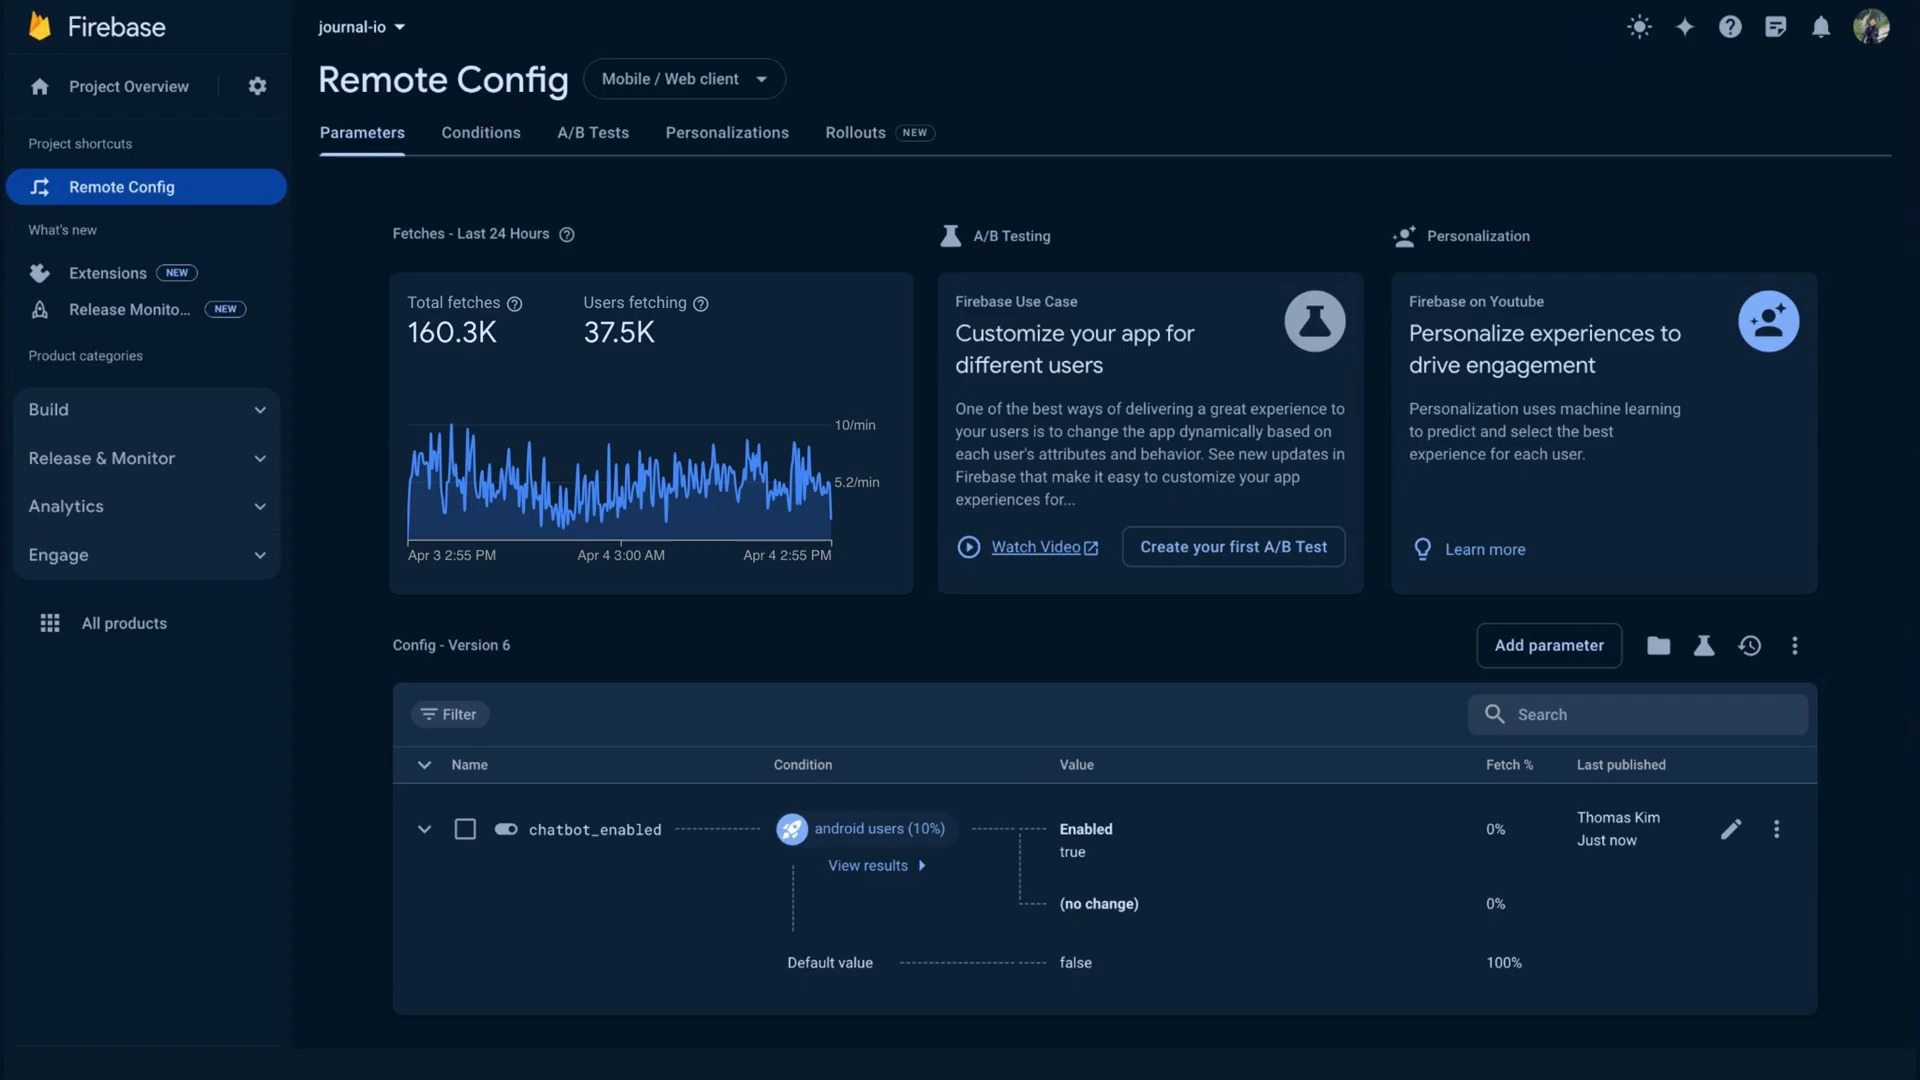 Firebase
journal-io
Project Overview
Remote Config
Mobile / Web client
Parameters
Conditions
A/B Tests
Personalizations
Rollouts
NEW
Project shortcuts
Remote Config
What's new
Extensions
NEW
Release Monito...
NEW
Product categories
Build
Release & Monitor
Analytics
Engage
All products
Fetches - Last 24 Hours
Total fetches
160.3K
Users fetching
37.5K
10/min
5.2/min
Apr 3 2:55 PM
Apr 4 3:00 AM
Apr 4 2:55 PM
A/B Testing
Firebase Use Case
Customize your app for
different users
One of the best ways of delivering a great experience to
your users is to change the app dynamically based on
each user's attributes and behavior. See new updates in
Firebase that make it easy to customize your app
experiences for...
Watch Video
Create your first A/B Test
Personalization
Firebase on Youtube
Personalize experiences to
drive engagement
Personalization uses machine learning
to predict and select the best
experience for each user.
Learn more
Config - Version 6
Add parameter
Filter
Search
Name
Condition
Value
Fetch %
Last published
chatbot_enabled
android users (10%)
View results
Enabled
true
0%
Thomas Kim
Just now
(no change)
0%
Default value
false
100%